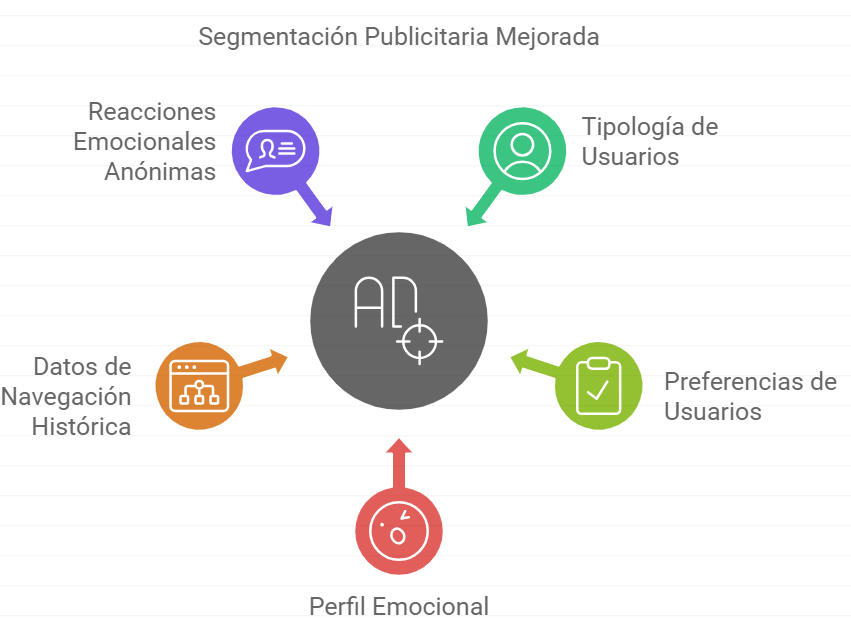 Segmentación Publicitaria Mejorada
Reacciones
Emocionales
Anónimas
Tipología de
Usuarios
AD
Datos de
Navegación
Histórica
Preferencias de
Usuarios
Perfil Emocional